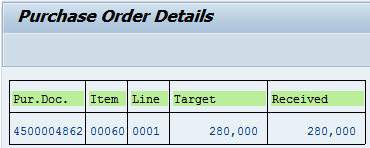 Purchase Order Details
Pur.Doc. Item Line Target Received
4500004862 00060 0001 280,000 280,000